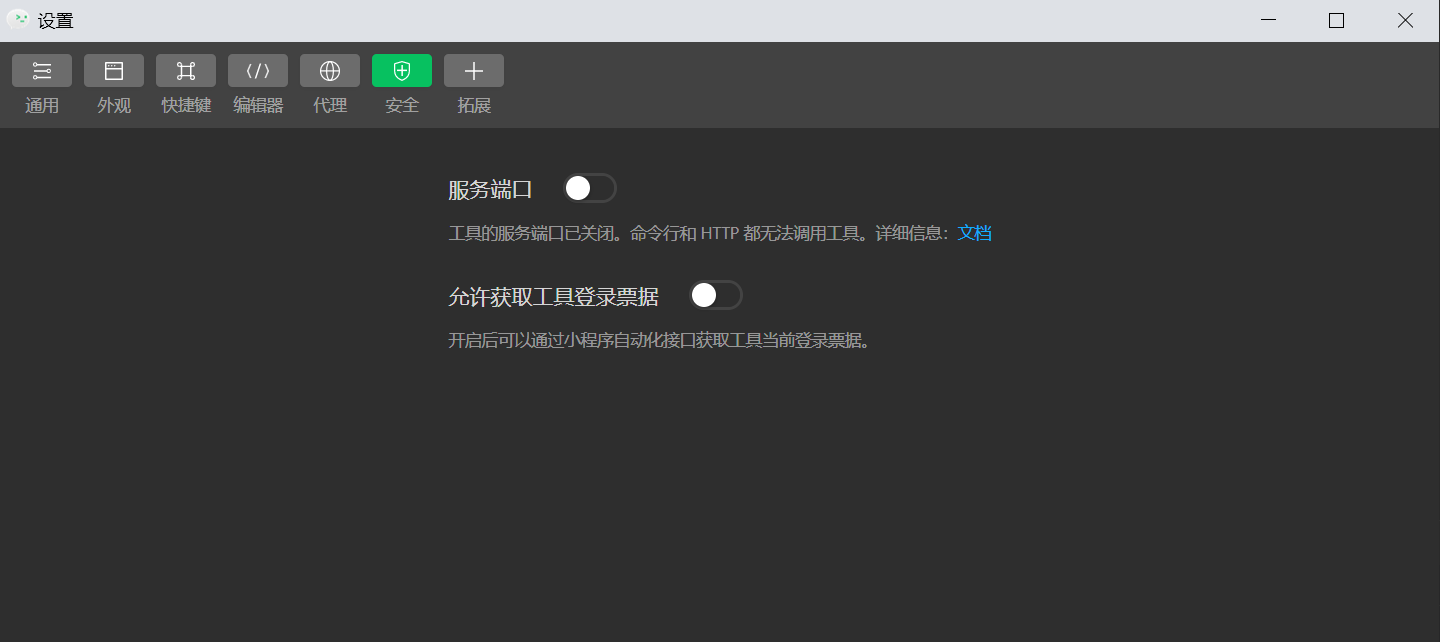 设置
通用 外观 快捷键 编辑器 代理 安全 拓展
服务端口
工具的服务端口已关闭。命令行和 HTTP 都无法调用工具。详细信息：文档
允许获取工具登录票据
开启后可以通过小程序自动化接口获取工具当前登录票据。